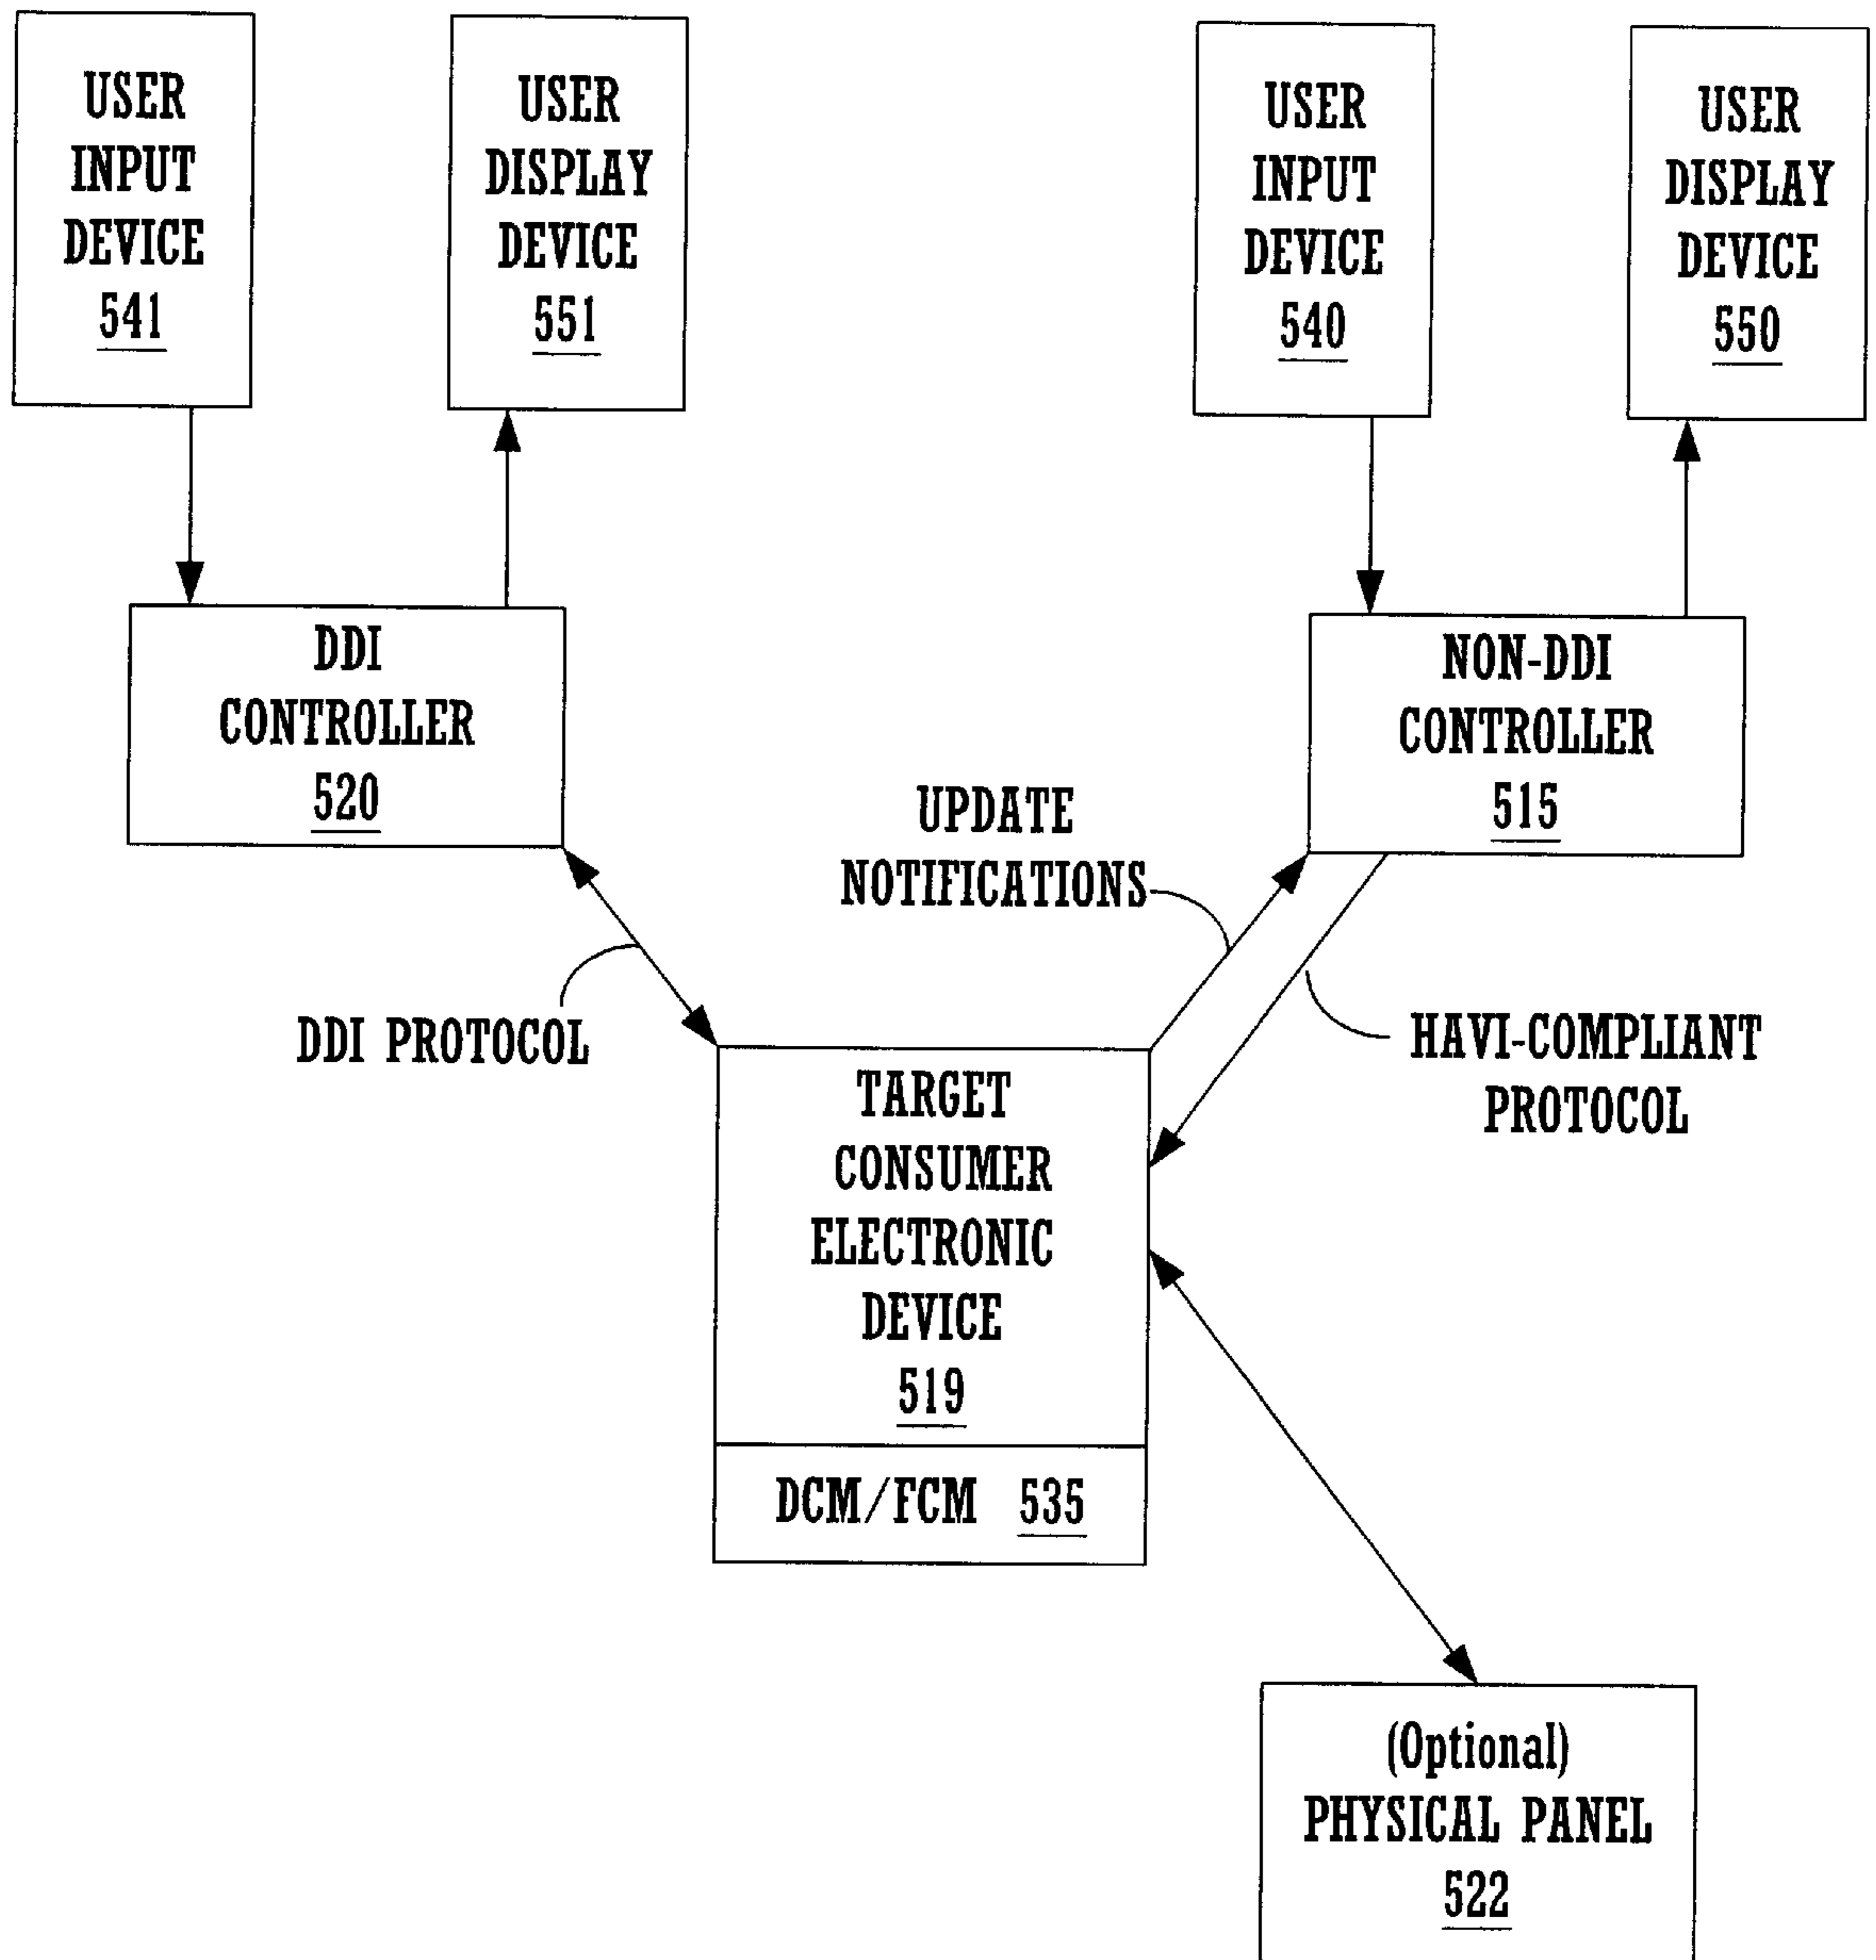 USER
INPUT
DEVICE
541
USER
DISPLAY
DEVICE
551
USER
INPUT
DEVICE
540
USER
DISPLAY
DEVICE
550
DDI
CONTROLLER
520
NON-DDI
CONTROLLER
515
UPDATE
NOTIFICATIONS
DDI PROTOCOL
HAVI-COMPLIANT
PROTOCOL
TARGET
CONSUMER
ELECTRONIC
DEVICE
519
DCM/FCM 535
(Optional)
PHYSICAL PANEL
522